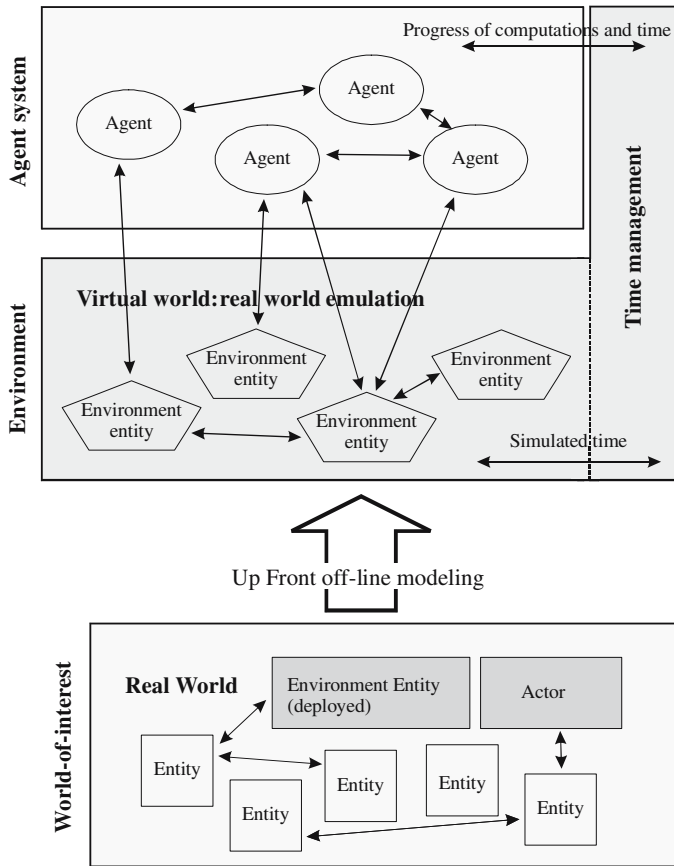 Progress of computations and time
Agent system
Agent
Agent
Agent
Agent
Time management
Environment
Virtual world: real world emulation
Environment
entity
Environment
entity
Environment
entity
Environment
entity
Simulated time
Up Front off-line modeling
World-of-interest
Real World
Environment Entity
(deployed)
Actor
Entity
Entity
Entity
Entity
Entity